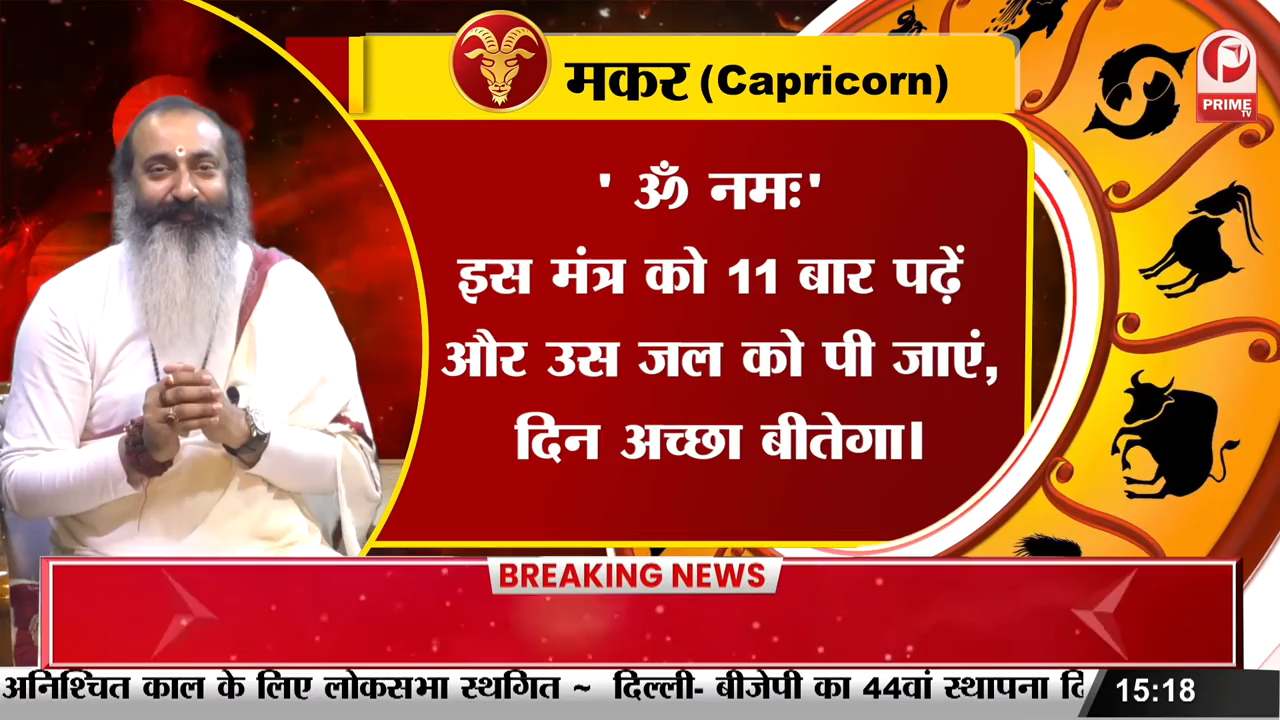 मकर (Capricorn)
P
PRIME
TV
' ॐ नमः'
इस मंत्र को 11 बार पढ़ें
और उस जल को पी जाएं,
दिन अच्छा बीतेगा।
BREAKING NEWS
अनिश्चित काल के लिए लोकसभा स्थगित ~ दिल्ली- बीजेपी का 44वां स्थापना दि
15:18